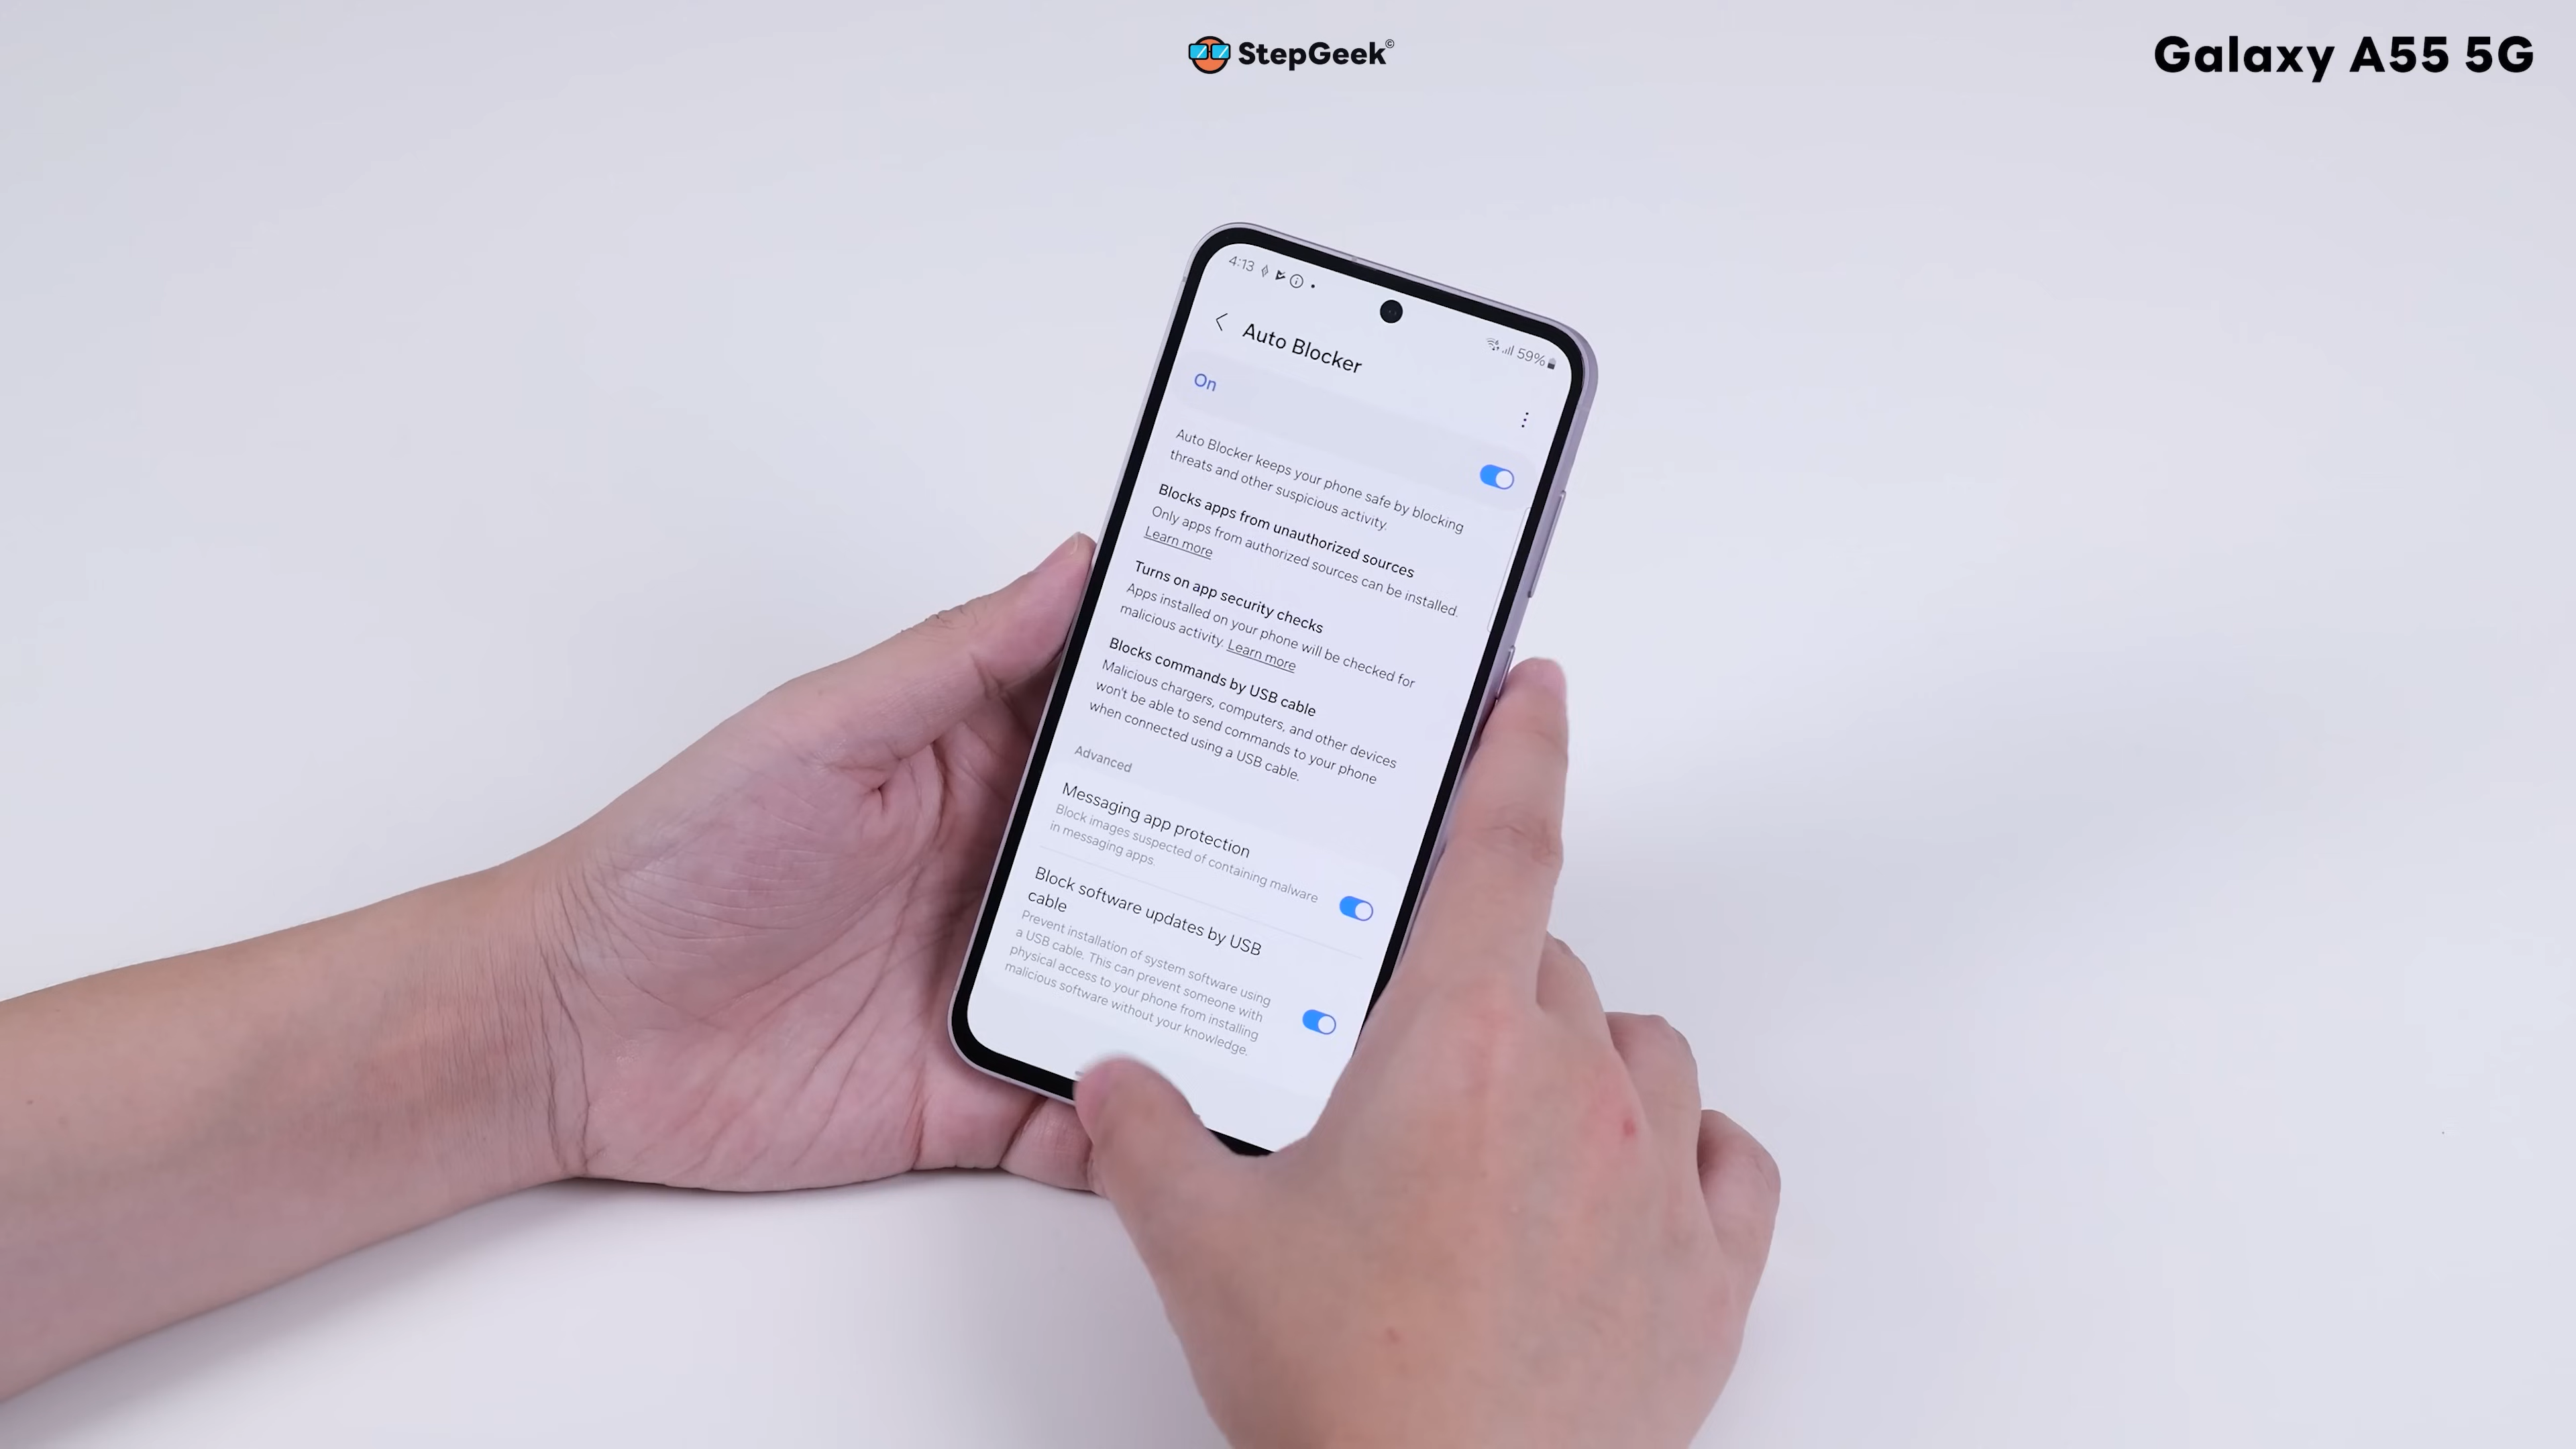 StepGeek©
Galaxy A55 5G
4:13
59%
Auto Blocker
On
Auto Blocker keeps your phone safe by blocking
threats and other suspicious activity.
Blocks apps from unauthorized sources
Only apps from authorized sources can be installed.
Learn more
Turns on app security checks
Apps installed on your phone will be checked for
malicious activity. Learn more
Blocks commands by USB cable
Malicious chargers, computers, and other devices
won't be able to send commands to your phone
when connected using a USB cable.
Advanced
Messaging app protection
Block images suspected of containing malware
in messaging apps.
Block software updates by USB
cable
Prevent installation of system software using
a USB cable. This can prevent someone with
physical access to your phone from installing
malicious software without your knowledge.